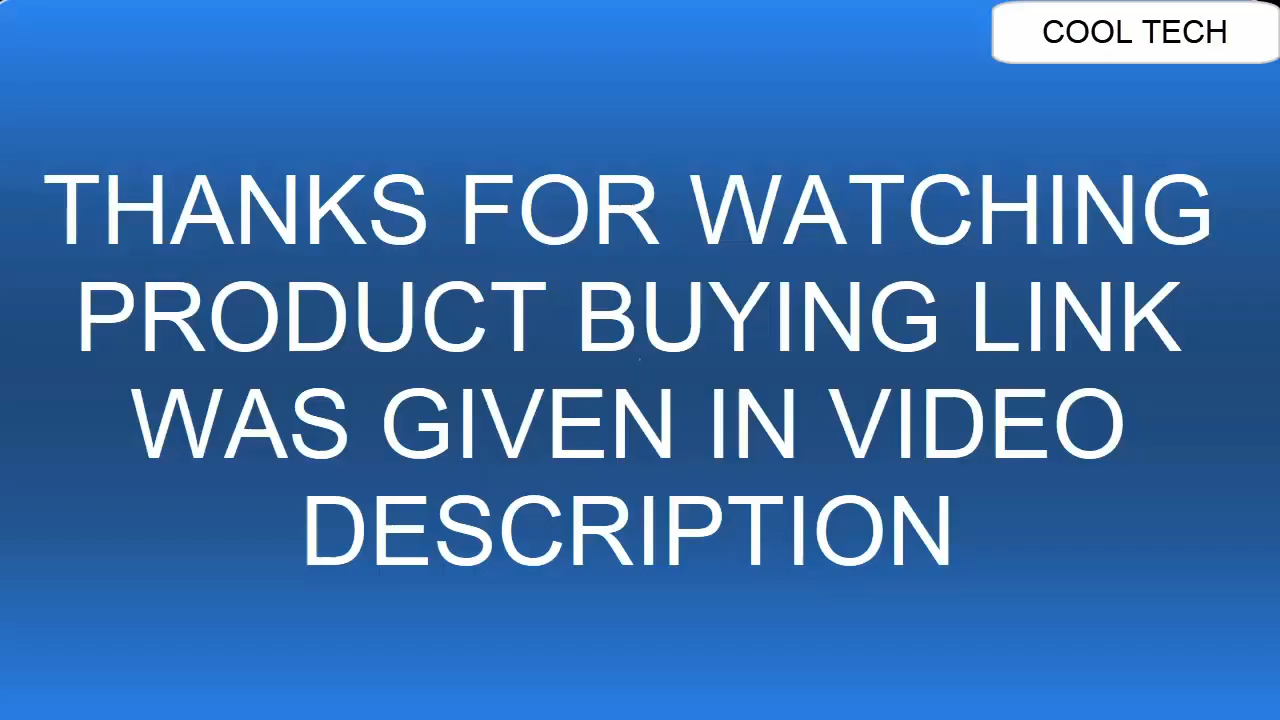 COOL TECH
THANKS FOR WATCHING
PRODUCT BUYING LINK
WAS GIVEN IN VIDEO
DESCRIPTION